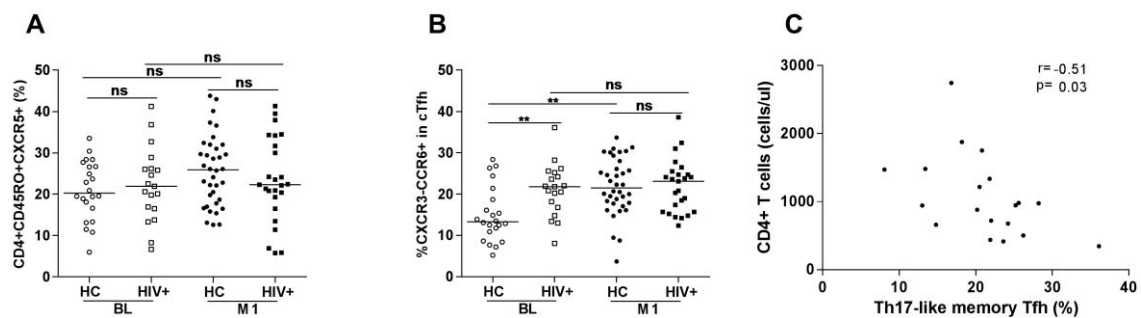 A
CD4+CD45RO+CXCR5+ (%)
50
40
30
20
10
0
ns
ns
ns
ns
HC
HIV+
HC
HIV+
BL
M1
B
%CXCR3-CCR6+ in cTfh
50
40
30
20
10
0
ns
**
**
ns
HC
HIV+
HC
HIV+
BL
M1
C
CD4+ T cells (cells/ul)
3000
2000
1000
0
r= -0.51
p= 0.03
0 10 20 30 40
Th17-like memory Tfh (%)